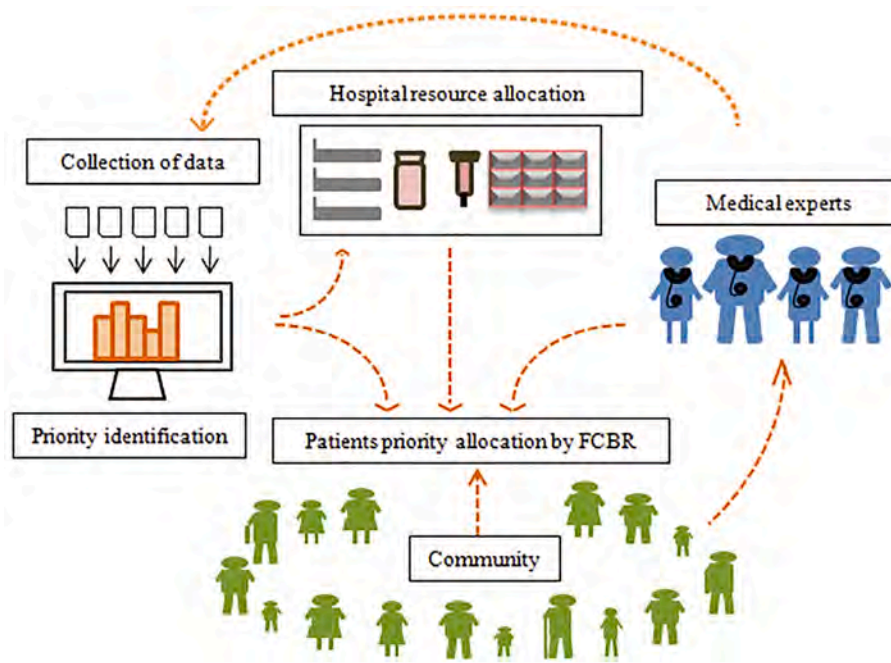 Hospital resource allocation
Collection of data
Medical experts
Priority identification
Patients priority allocation by FCBR
Community